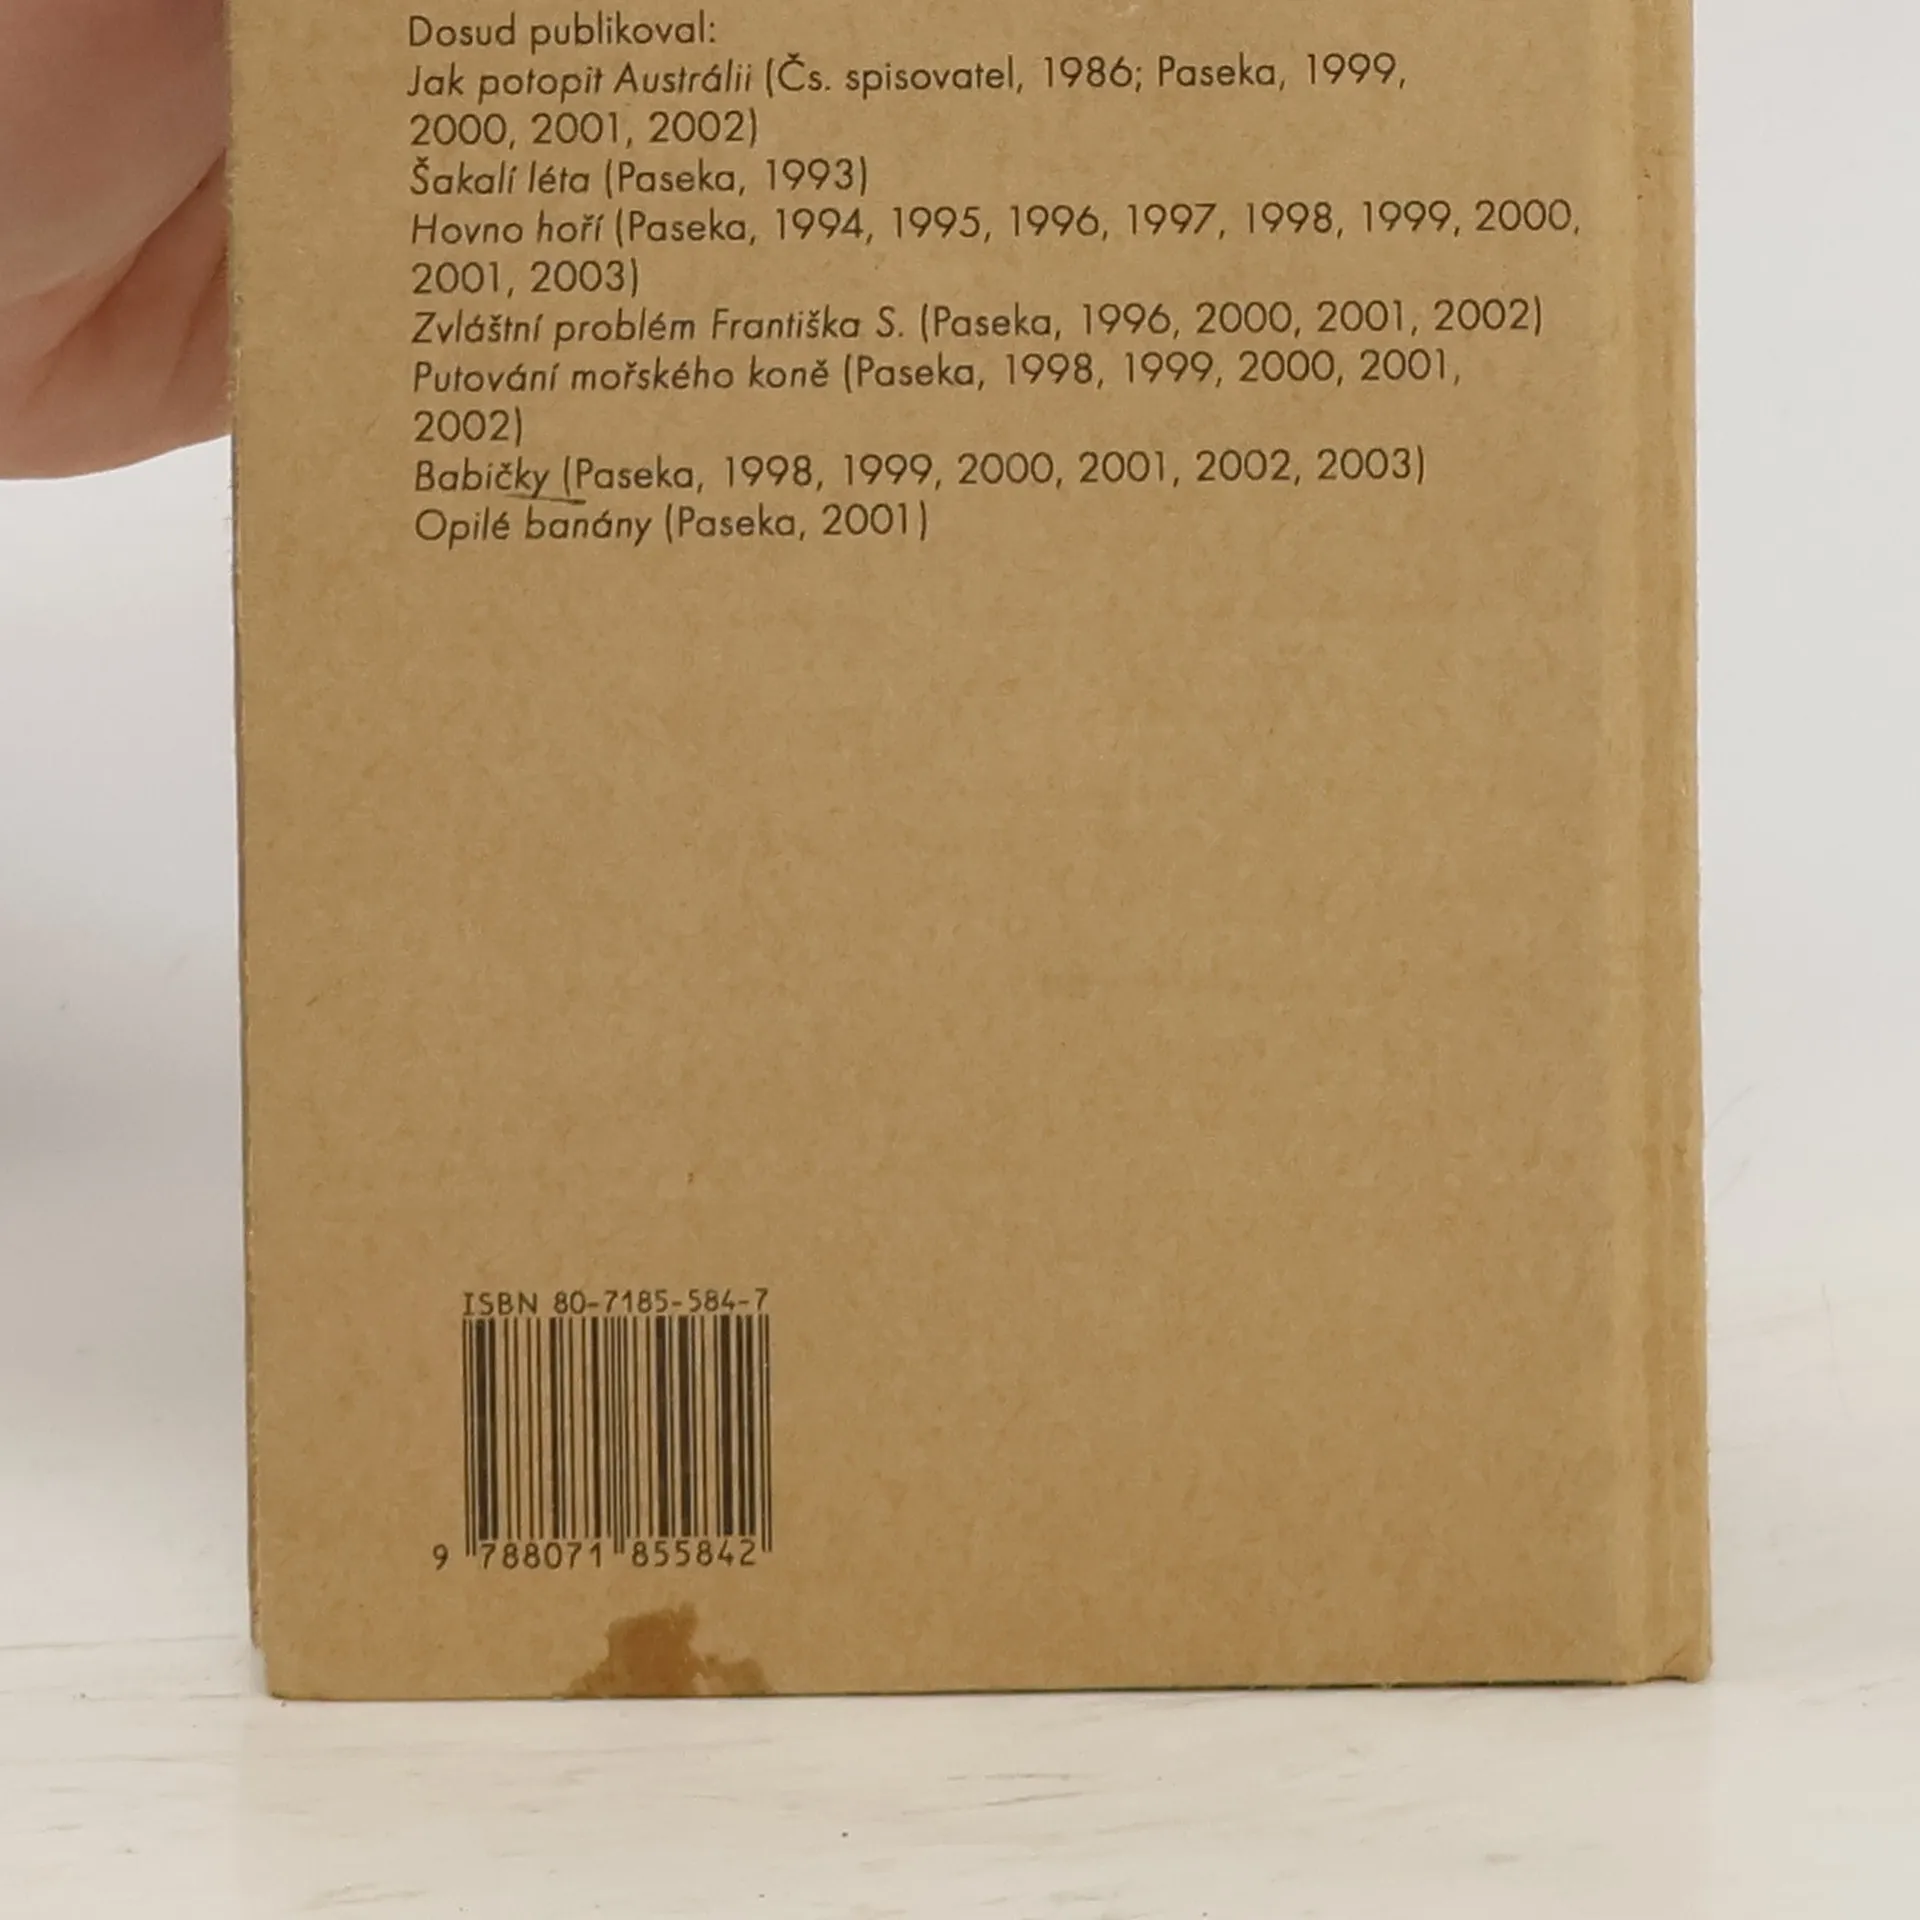 Dosud publikoval:
Jak potopit Austrálii (Čs. spisovatel, 1986; Paseka, 1999,
2000, 2001, 2002)
Šakalí léta (Paseka, 1993)
Hovno hoří (Paseka, 1994, 1995, 1996, 1997, 1998, 1999, 2000,
2001, 2003)
Zvláštní problém Františka S. (Paseka, 1996, 2000, 2001, 2002)
Putování mořského koně (Paseka, 1998, 1999, 2000, 2001,
2002)
Babičky (Paseka, 1998, 1999, 2000, 2001, 2002, 2003)
Opilé banány (Paseka, 2001)
ISBN 80-7185-584-7
9 788071 855842